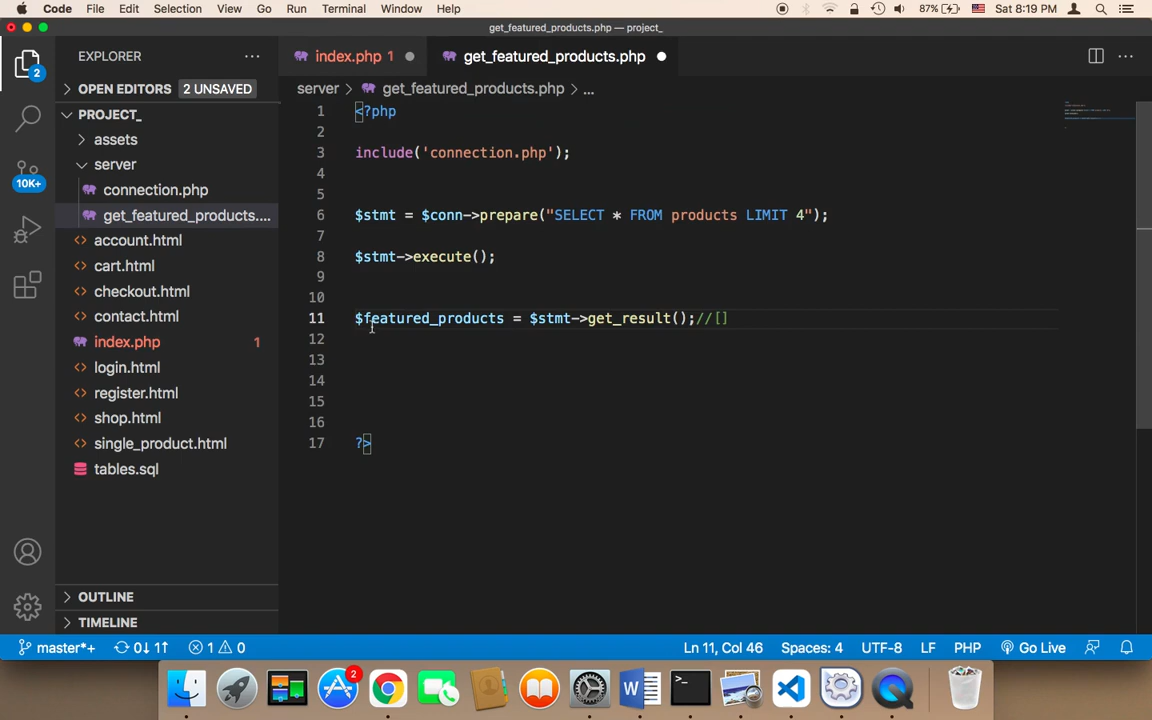 Code File Edit Selection View Go Run Terminal Window Help 87% Sat 8:19 PM
get_featured_products.php — project_
EXPLORER
index.php 1
get_featured_products.php
2
OPEN EDITORS 2 UNSAVED
server > get_featured_products.php > ...
PROJECT_
assets
server
connection.php
get_featured_products....
account.html
cart.html
checkout.html
contact.html
index.php 1
login.html
register.html
shop.html
single_product.html
tables.sql
10K+
OUTLINE
TIMELINE
1 <?php
2
3 include('connection.php');
4
5
6 $stmt = $conn->prepare("SELECT * FROM products LIMIT 4");
7
8 $stmt->execute();
9
10
11 $featured_products = $stmt->get_result();//[]
12
13
14
15
16
17 ?>
master*+ 0↓ 1↑ 1 0 Ln 11, Col 46 Spaces: 4 UTF-8 LF PHP Go Live
2